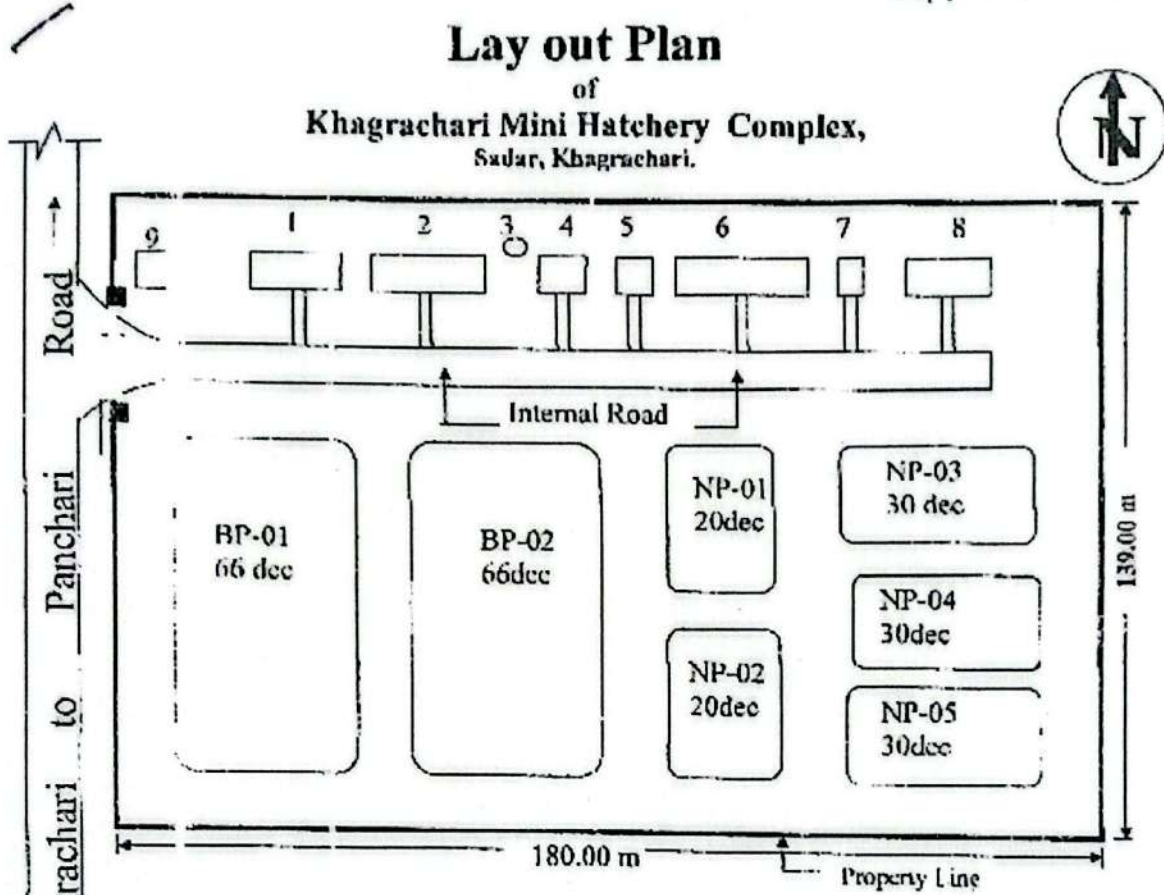 Lay out Plan
of
Khagrachari Mini Hatchery Complex,
Sadar, Khagrachari.
N
9
1
2
3
4
5
6
7
8
Road
Internal Road
BP-01
66 dec
BP-02
66dec
NP-01
20dec
NP-02
20dec
NP-03
30 dec
NP-04
30dec
NP-05
30dec
139.00 m
Panchari
to
rachari
180.00 m
Property Line